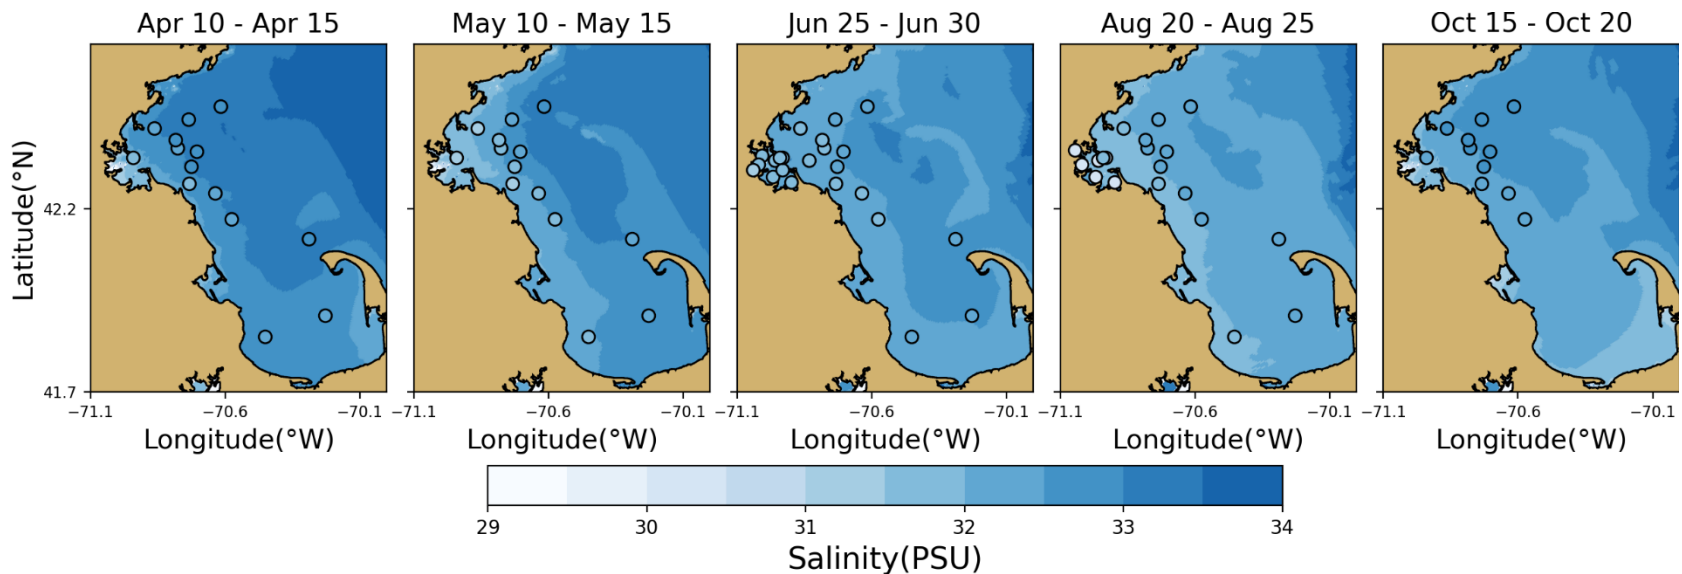 Apr 10 - Apr 15
May 10 - May 15
Jun 25 - Jun 30
Aug 20 - Aug 25
Oct 15 - Oct 20
Latitude(°N)
42.2
41.7
−71.1 −70.6 −70.1
−71.1 −70.6 −70.1
−71.1 −70.6 −70.1
−71.1 −70.6 −70.1
−71.1 −70.6 −70.1
Longitude(°W)
Longitude(°W)
Longitude(°W)
Longitude(°W)
Longitude(°W)
29 30 31 32 33 34
Salinity(PSU)